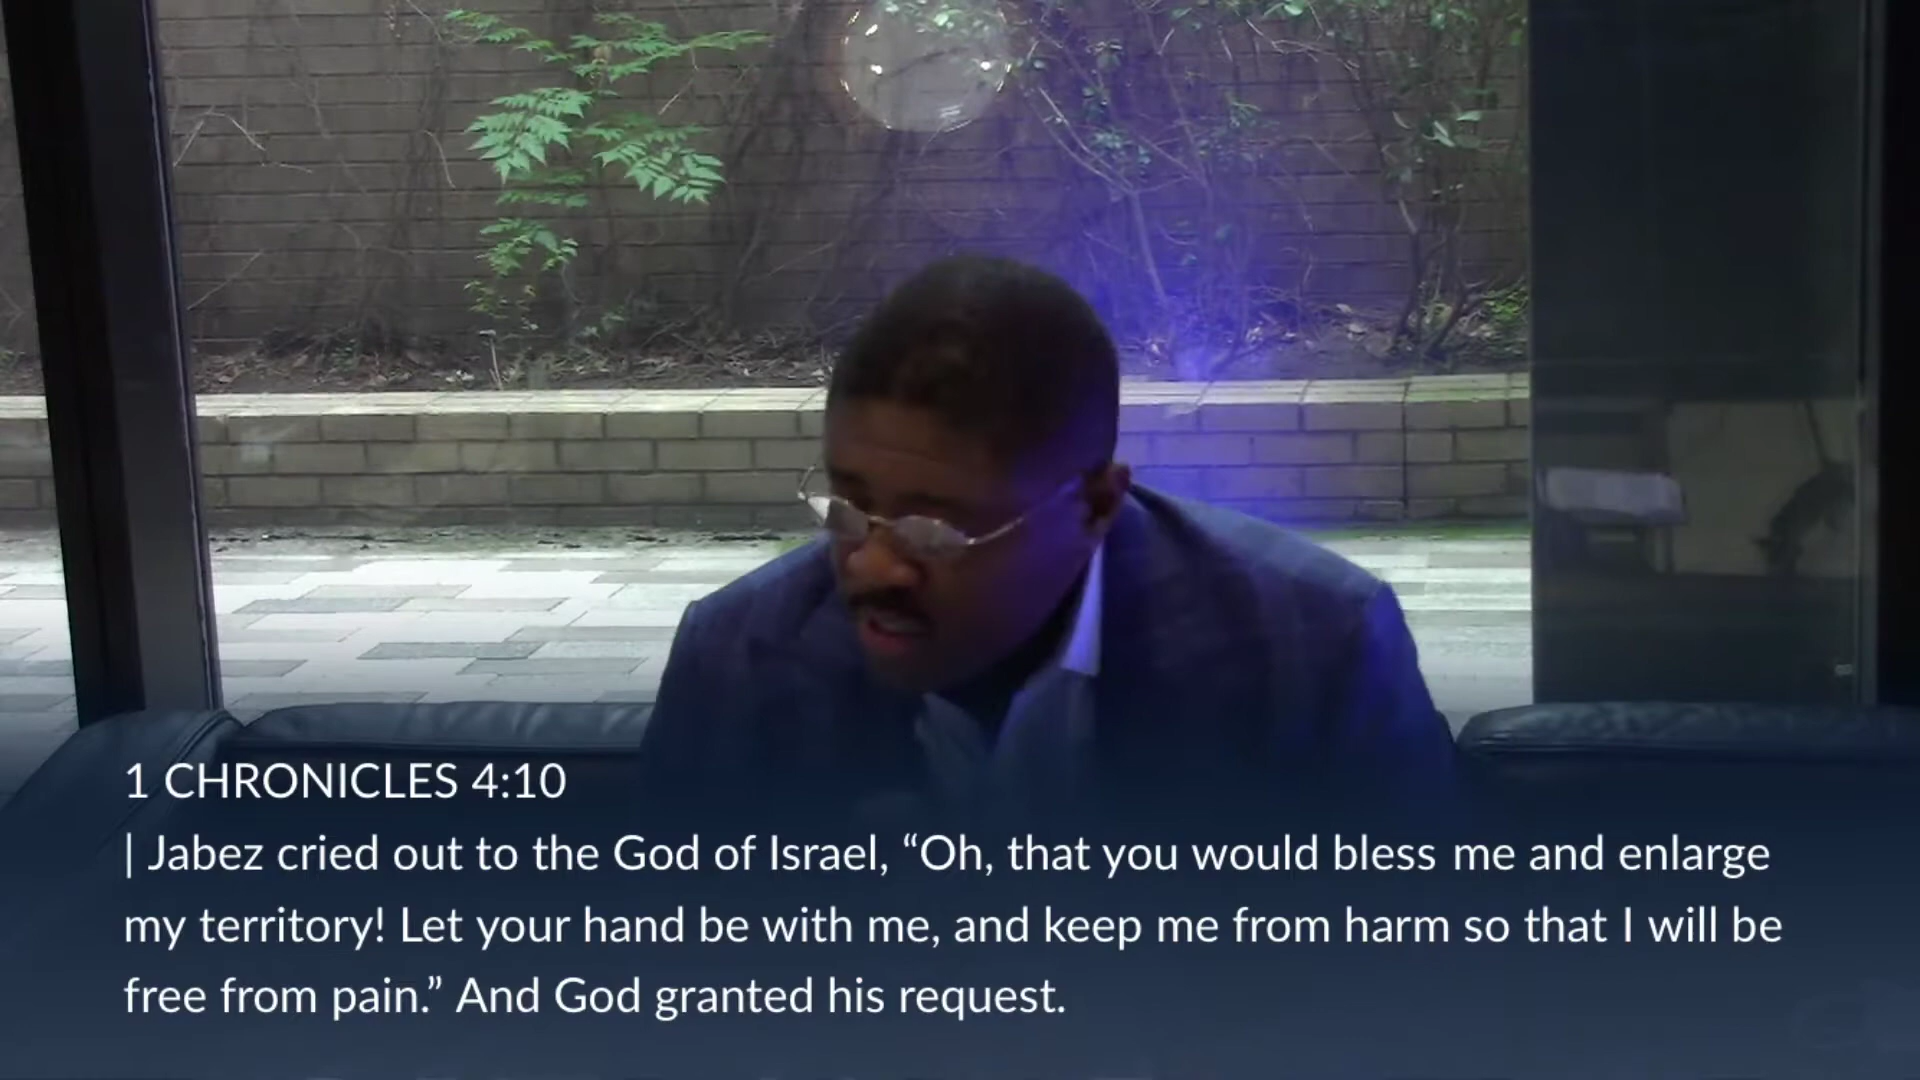 1 CHRONICLES 4:10
| Jabez cried out to the God of Israel, “Oh, that you would bless me and enlarge
my territory! Let your hand be with me, and keep me from harm so that I will be
free from pain.” And God granted his request.